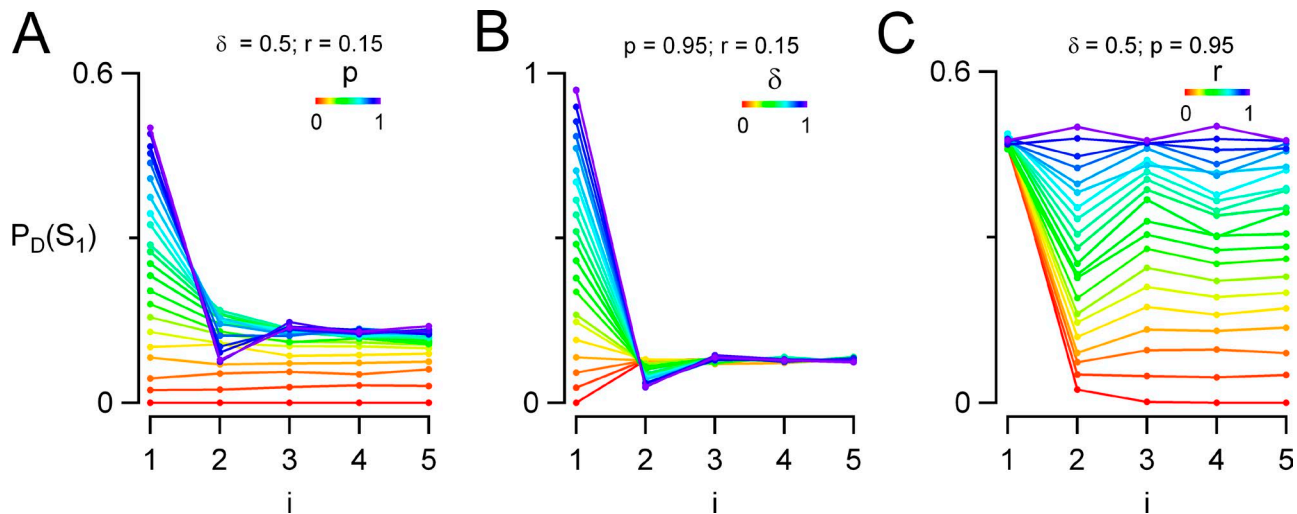 A
δ = 0.5; r = 0.15
p
0 1
0.6
P_D(S_1)
0
1 2 3 4 5
i
B
p = 0.95; r = 0.15
δ
0 1
1
0
1 2 3 4 5
i
C
δ = 0.5; p = 0.95
r
0 1
0.6
0
1 2 3 4 5
i